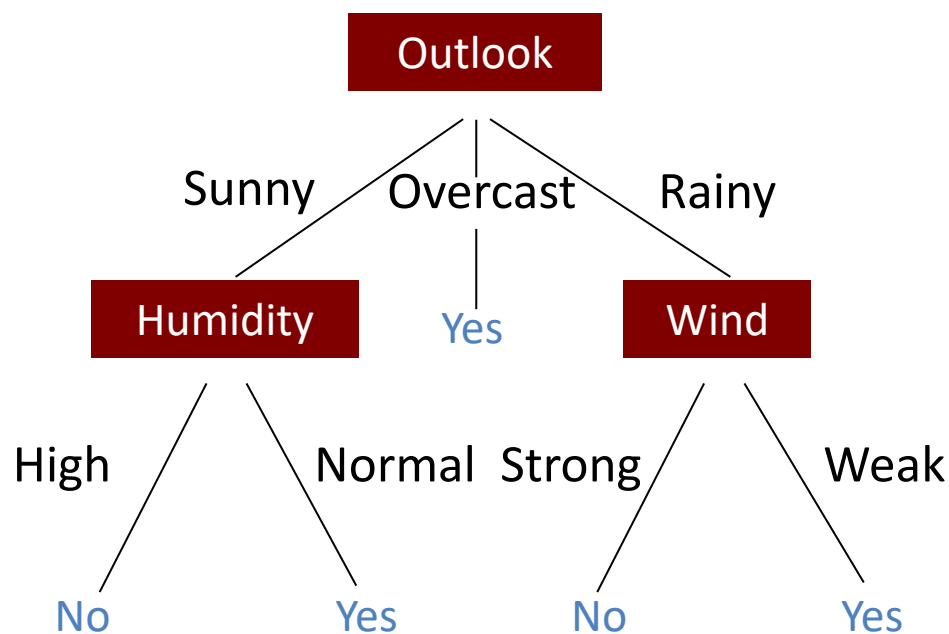 Outlook
Sunny Overcast Rainy
Humidity Yes Wind
High Normal Strong Weak
No Yes No Yes